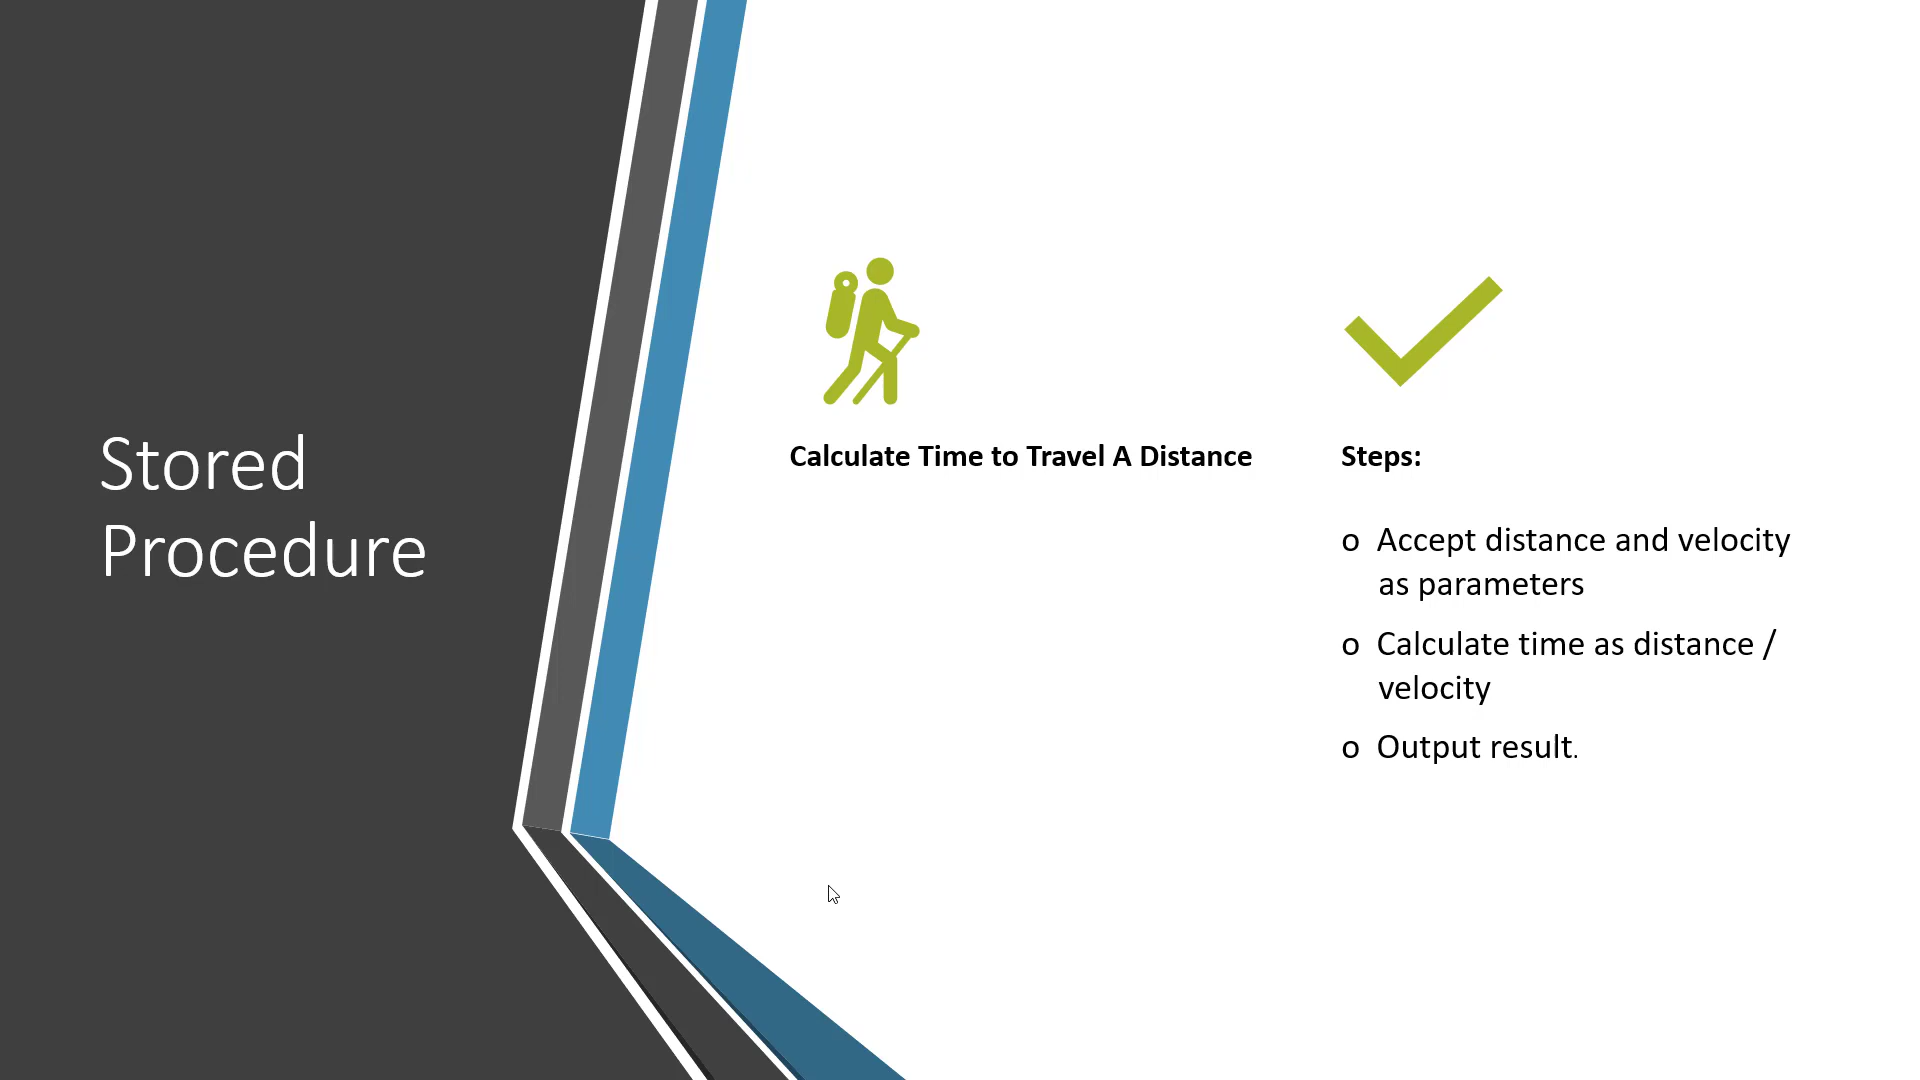 Stored
Procedure
Calculate Time to Travel A Distance
Steps:
o Accept distance and velocity
as parameters
o Calculate time as distance /
velocity
o Output result.